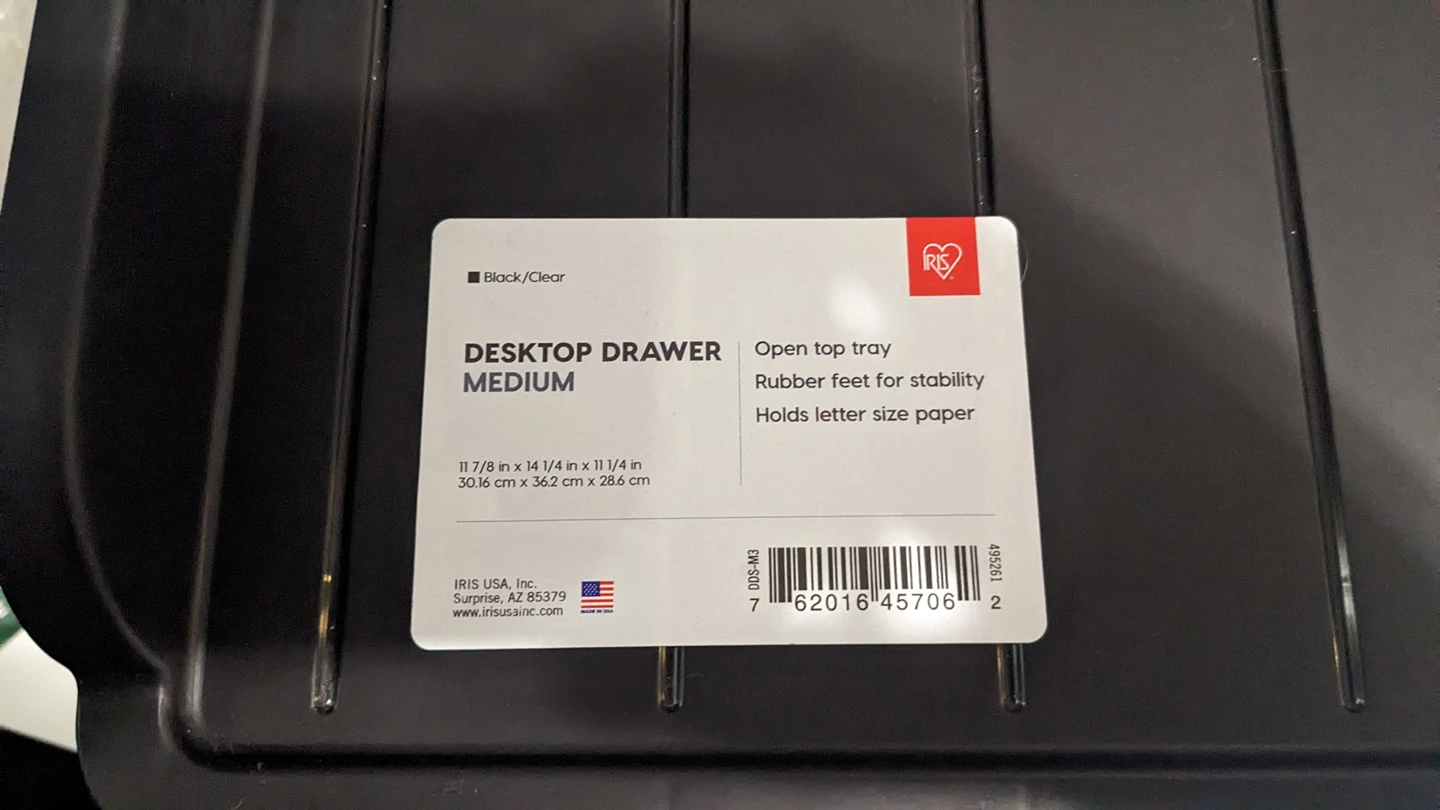 Black/Clear
IRIS
DESKTOP DRAWER
MEDIUM
Open top tray
Rubber feet for stability
Holds letter size paper
11 7/8 in x 14 1/4 in x 11 1/4 in
30.16 cm x 36.2 cm x 28.6 cm
IRIS USA, Inc.
Surprise, AZ 85379
www.irisusainc.com
MADE IN USA
DDS-M3
495261
7 62016 45706 2